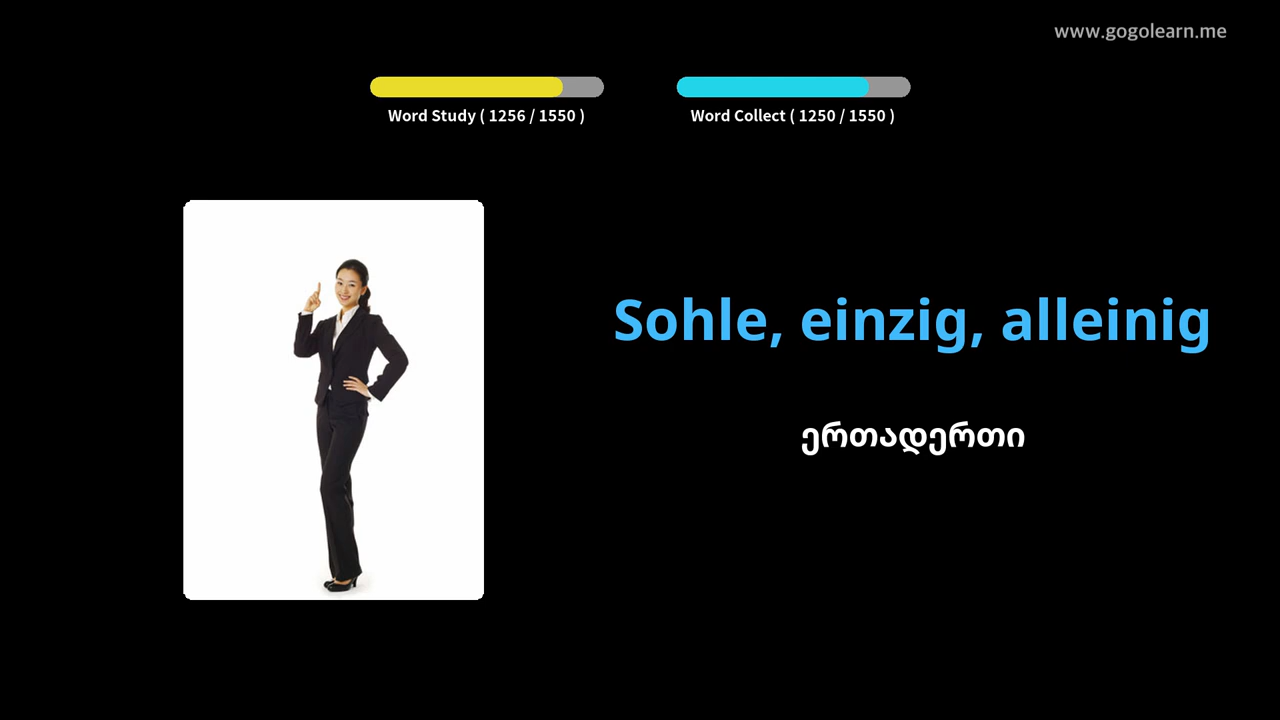 www.gogolearn.me
Word Study ( 1256 / 1550 )
Word Collect ( 1250 / 1550 )
Sohle, einzig, alleinig
ერთადერთი